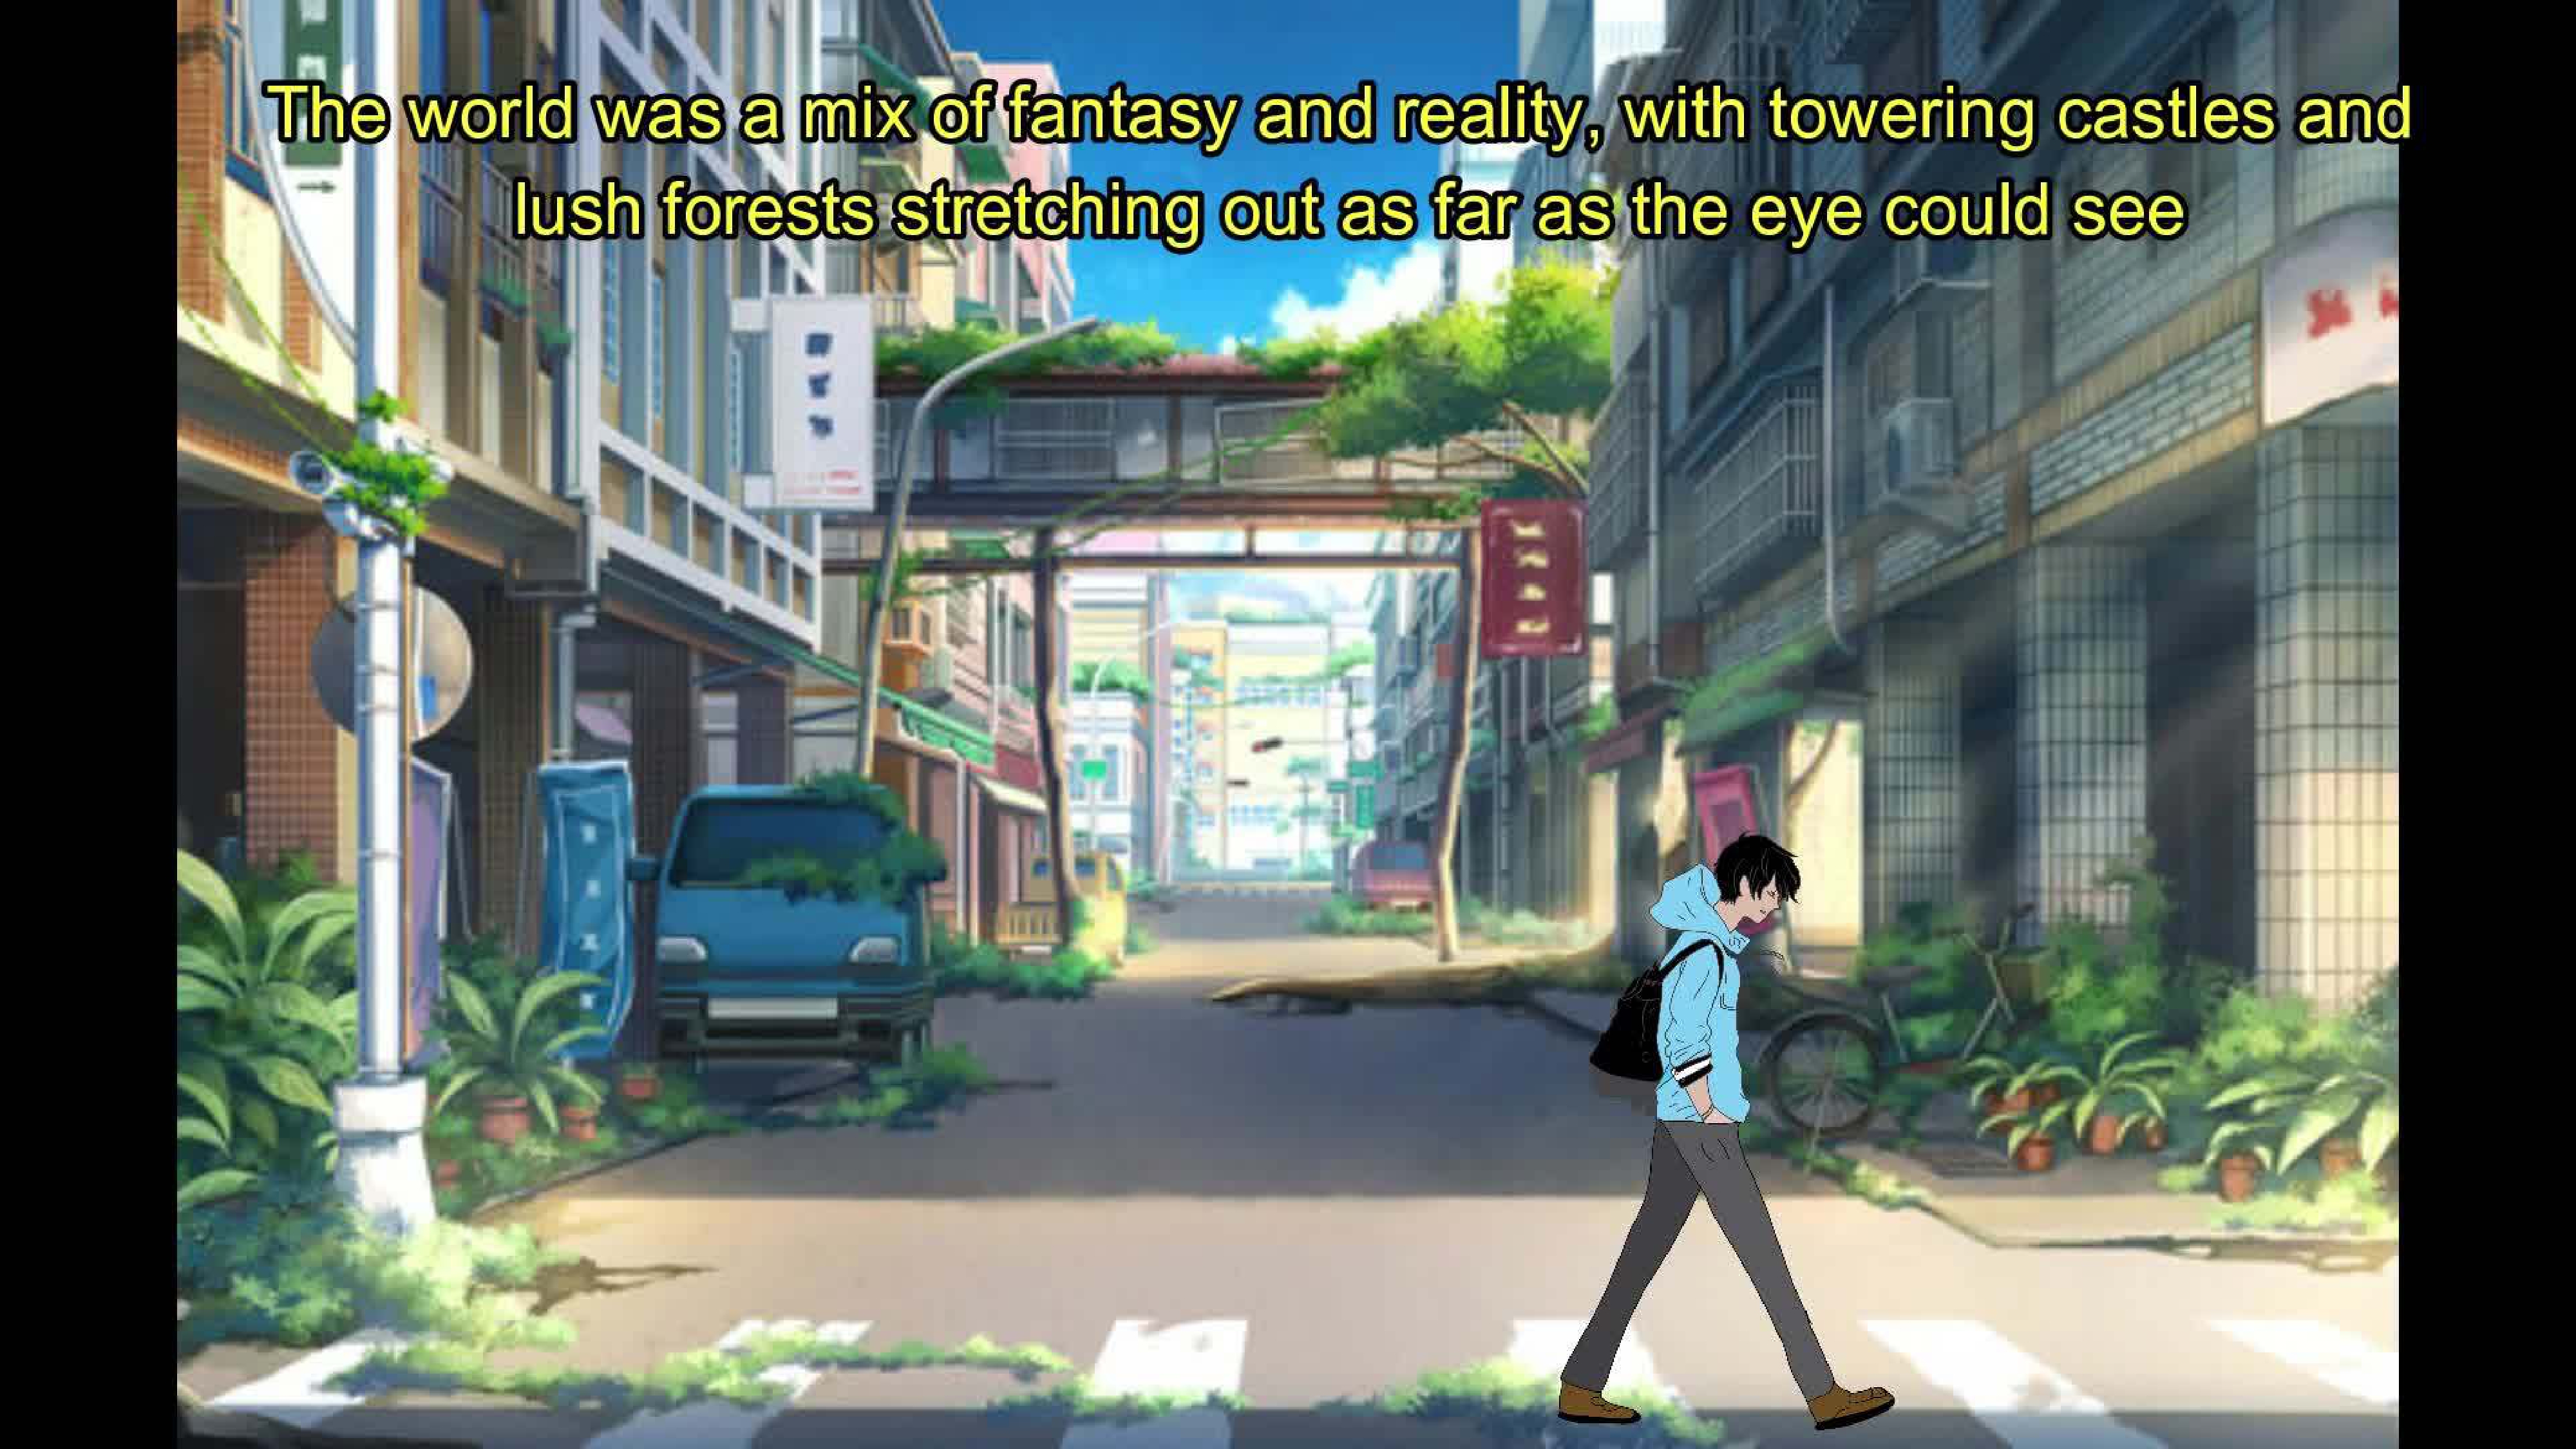 The world was a mix of fantasy and reality, with towering castles and
lush forests stretching out as far as the eye could see